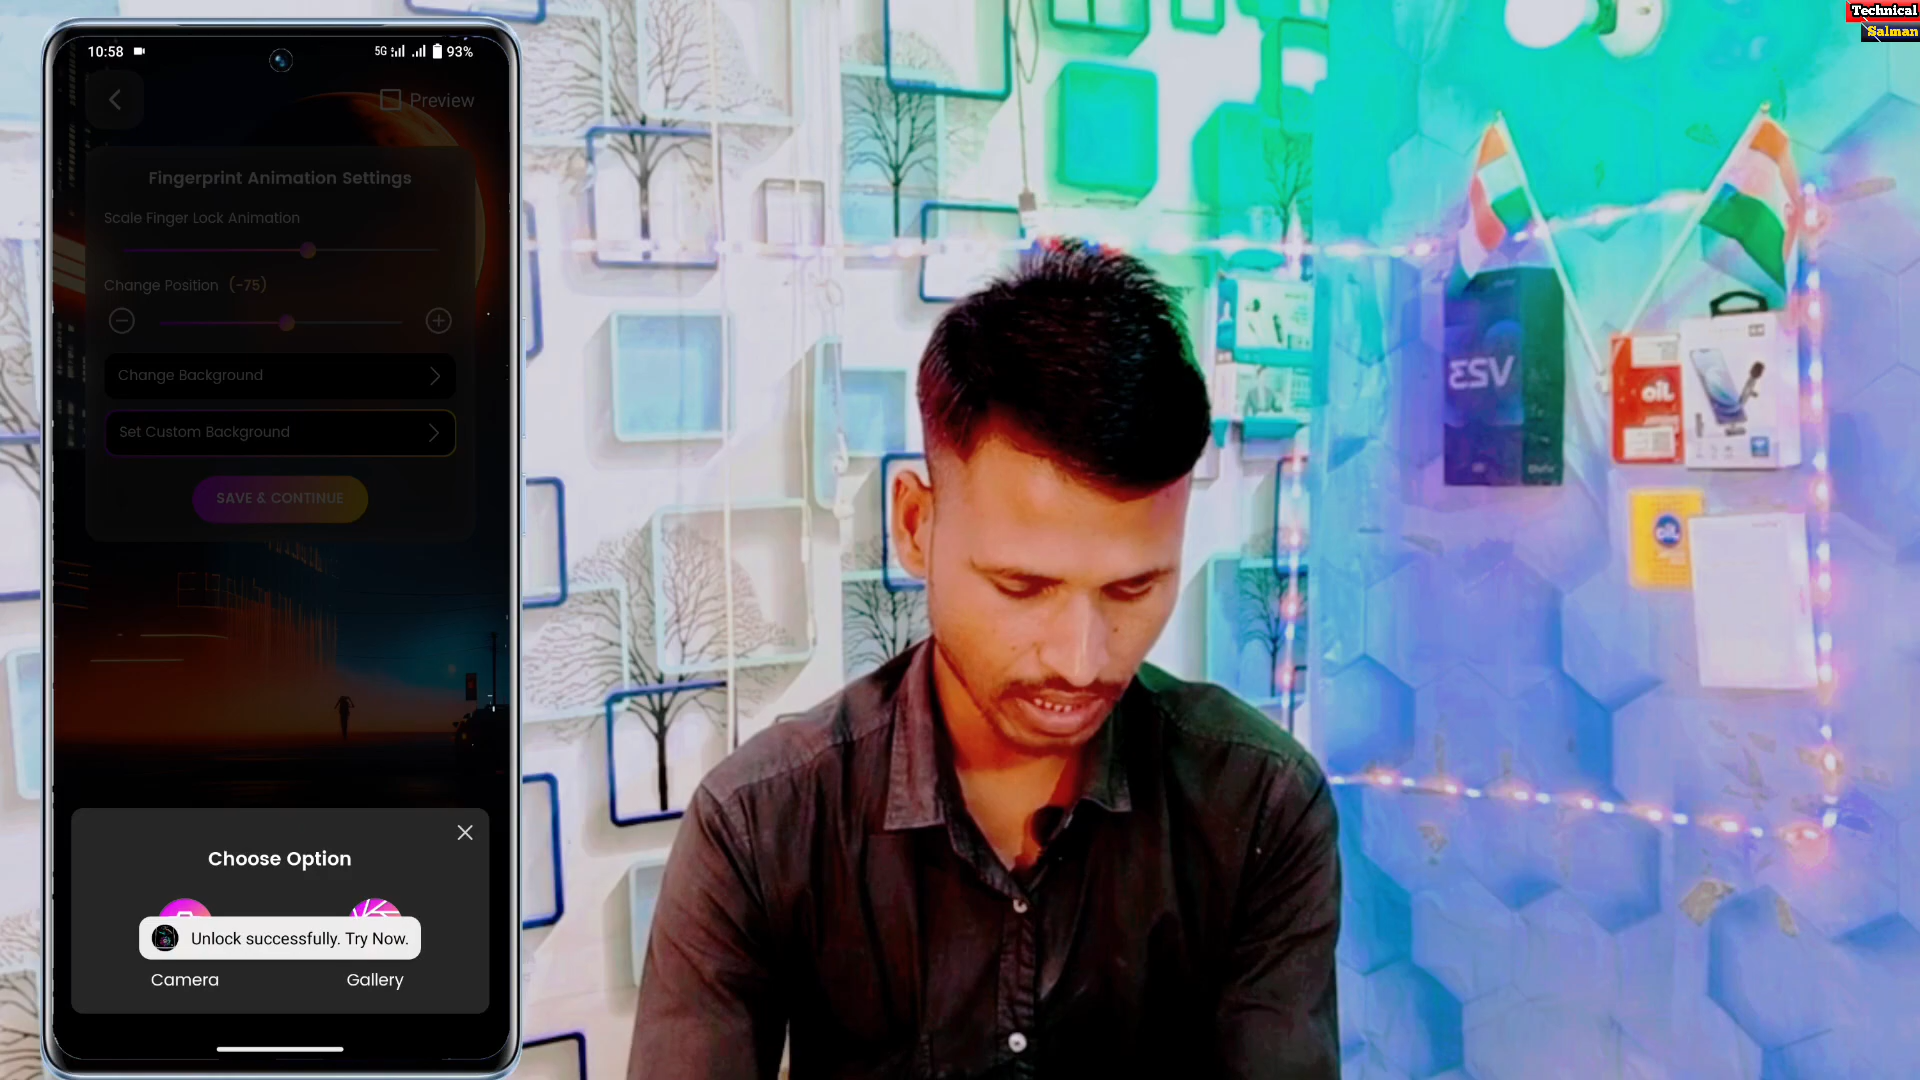 10:58
5G 93%
Preview
Fingerprint Animation Settings
Scale Finger Lock Animation
Change Position (-75)
Change Background
Set Custom Background
SAVE & CONTINUE
Choose Option
Unlock successfully. Try Now.
Camera
Gallery
Technical
Salman
oiL
oiL